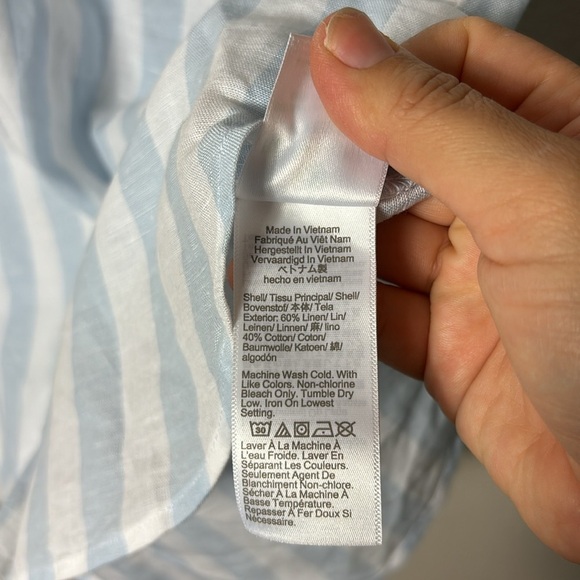 Made In Vietnam
Fabriqué Au Viêt Nam
Hergestellt In Vietnam
Vervaardigd In Vietnam
ベトナム製
hecho en vietnam
Shell/ Tissu Principal/ Shell/
Bovenstof/ 本体/ Tela
Exterior: 60% Linen/ Lin/
Leinen/ Linnen/ 麻/ lino
40% Cotton/ Coton/
Baumwolle/ Katoen/ 綿/
algodón
Machine Wash Cold. With
Like Colors. Non-chlorine
Bleach Only. Tumble Dry
Low. Iron On Lowest
Setting.
30
Laver À La Machine À
L'eau Froide. Laver En
Séparant Les Couleurs.
Seulement Agent De
Blanchiment Non-chlore.
Sécher À La Machine À
Basse Température.
Repasser À Fer Doux Si
Nécessaire.